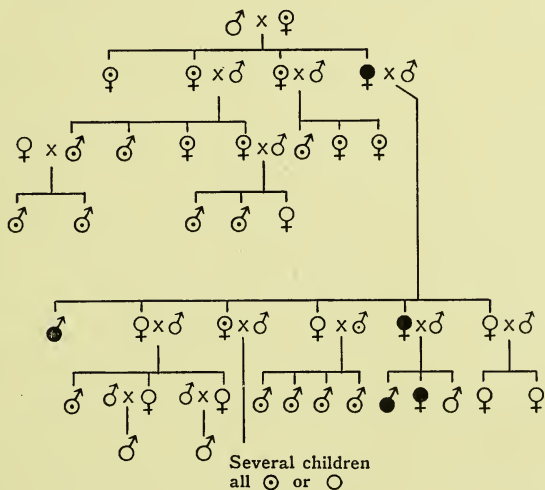 Several children
all ⊙ or ○